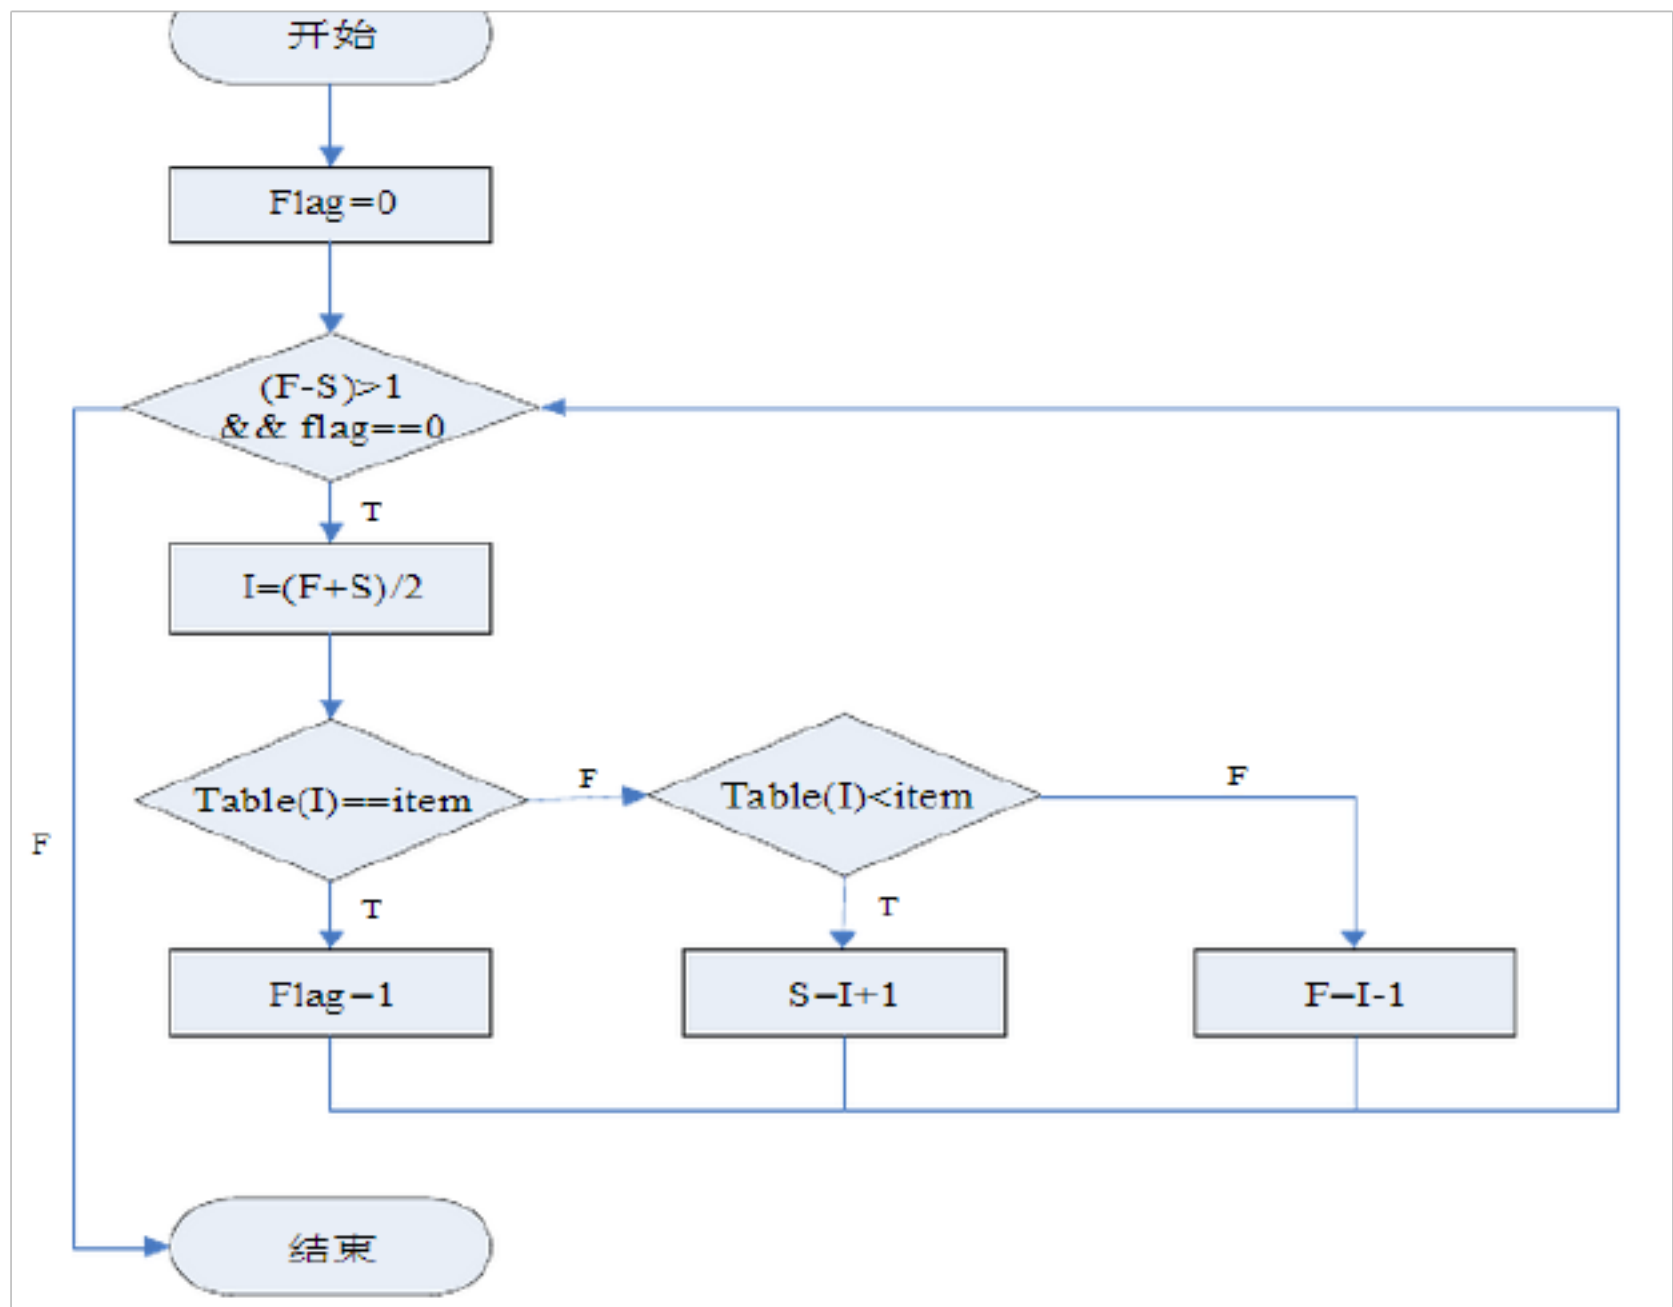 开始
Flag=0
(F-S)>1
&& flag==0
T
I=(F+S)/2
Table(I)==item
F
Table(I)<item
F
F
T
T
Flag=1
S=I+1
F=I-1
结束